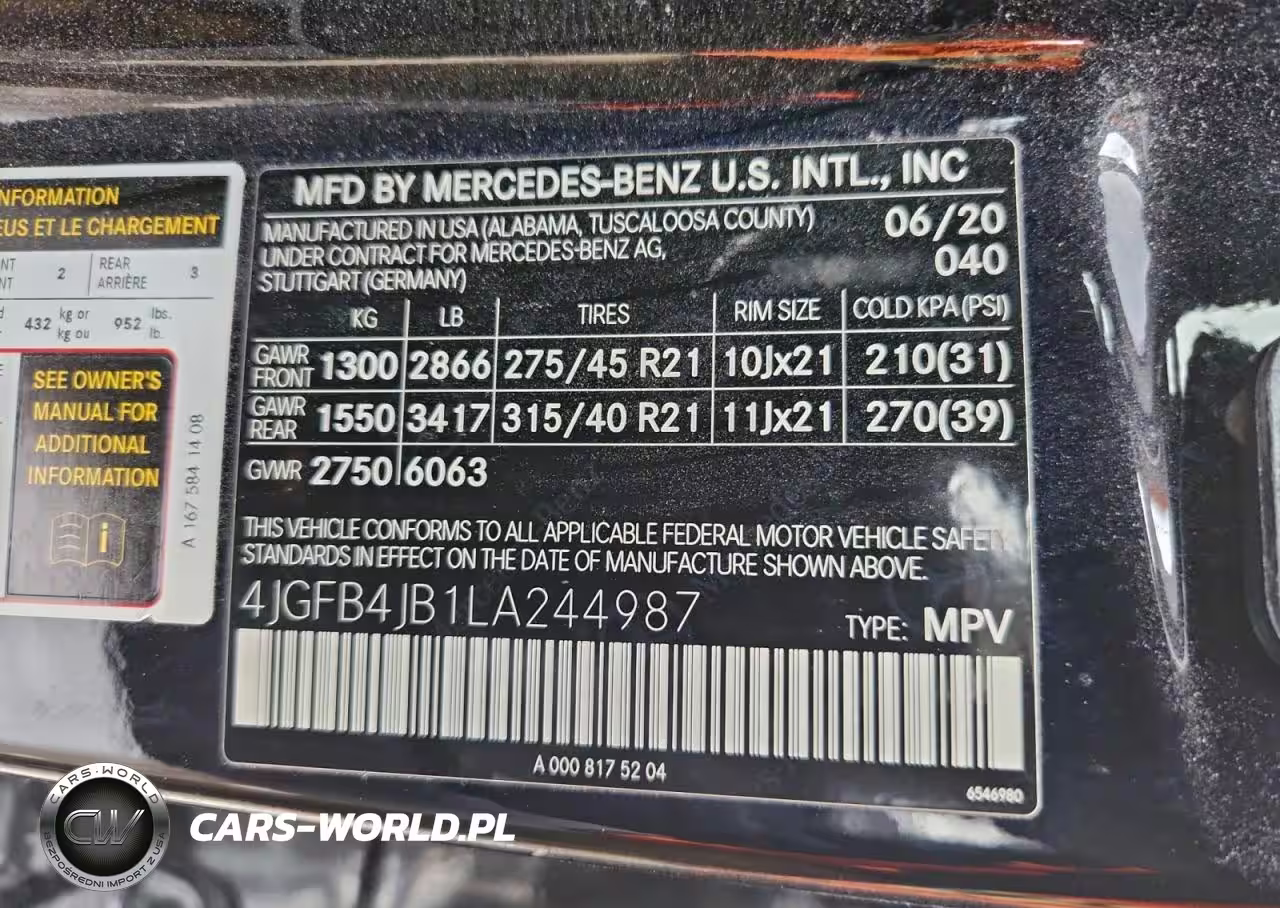 NFORMATION
EUS ET LE CHARGEMENT
NT 2 REAR 3
NT ARRIÈRE
432 kg or 952 lbs.
kg ou lb.
SEE OWNER'S
MANUAL FOR
ADDITIONAL
INFORMATION
i
A 167 584 14 08
MFD BY MERCEDES-BENZ U.S. INTL., INC
MANUFACTURED IN USA (ALABAMA, TUSCALOOSA COUNTY) 06/20
UNDER CONTRACT FOR MERCEDES-BENZ AG, 040
STUTTGART (GERMANY)
KG LB TIRES RIM SIZE COLD KPA (PSI)
GAWR FRONT 1300 2866 275/45 R21 10Jx21 210(31)
GAWR REAR 1550 3417 315/40 R21 11Jx21 270(39)
GVWR 2750 6063
THIS VEHICLE CONFORMS TO ALL APPLICABLE FEDERAL MOTOR VEHICLE SAFETY
STANDARDS IN EFFECT ON THE DATE OF MANUFACTURE SHOWN ABOVE.
4JGFB4JB1LA244987
TYPE: MPV
A 000 817 52 04
6546980
CARS-WORLD
CW
BEZPOŚREDNI IMPORT Z USA
CARS-WORLD.PL